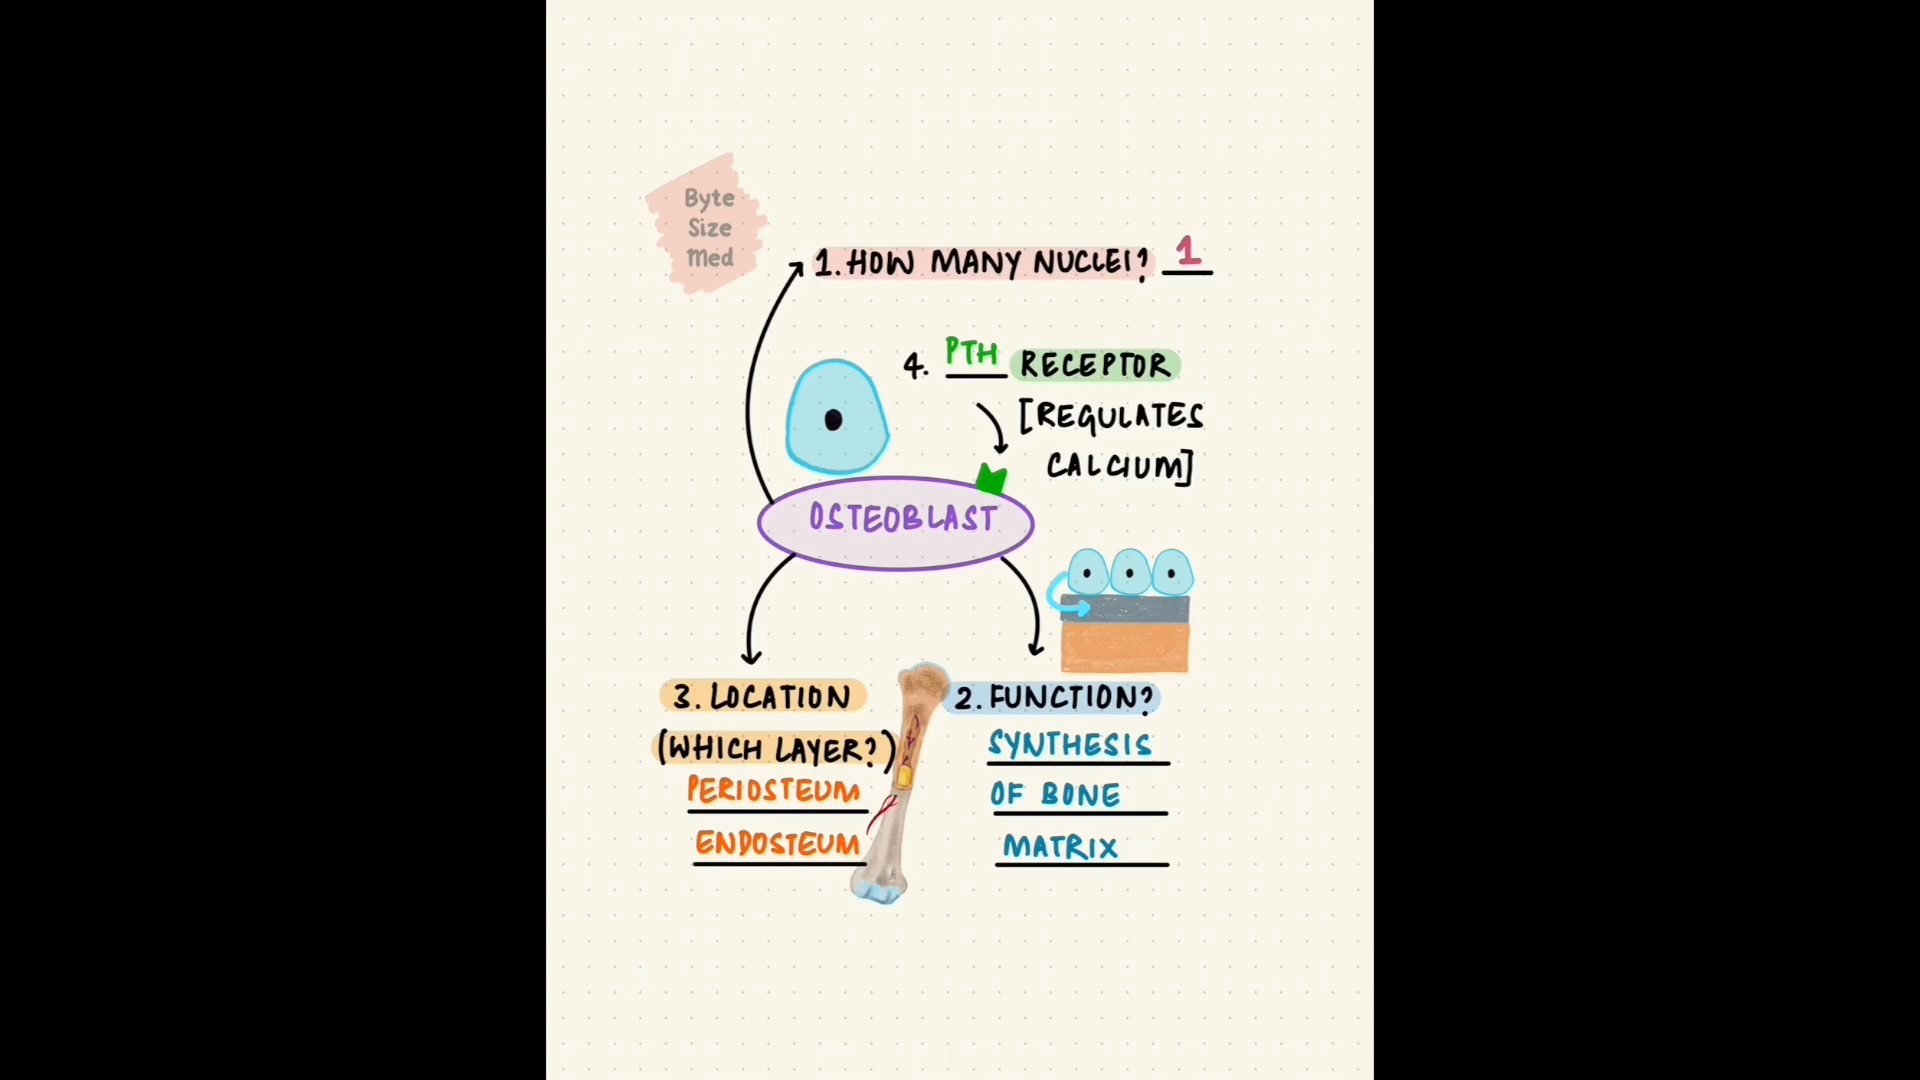 Byte
Size
Med
1. HOW MANY NUCLEI? 1
4. PTH RECEPTOR
[REGULATES
CALCIUM]
OSTEOBLAST
3. LOCATION
(WHICH LAYER?)
PERIOSTEUM
ENDOSTEUM
2. FUNCTION?
SYNTHESIS
OF BONE
MATRIX